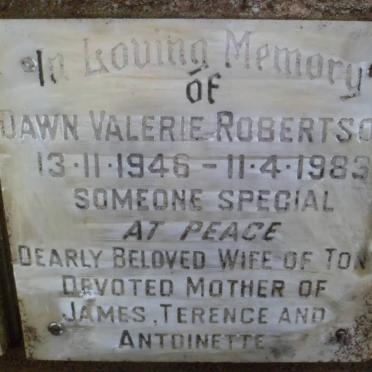 In Loving Memory
OF
DAWN VALERIE ROBERTSO
13·11·1946 – 11·4·1983
SOMEONE SPECIAL
AT PEACE
DEARLY BELOVED WIFE OF TON
DEVOTED MOTHER OF
JAMES, TERENCE AND
ANTOINETTE